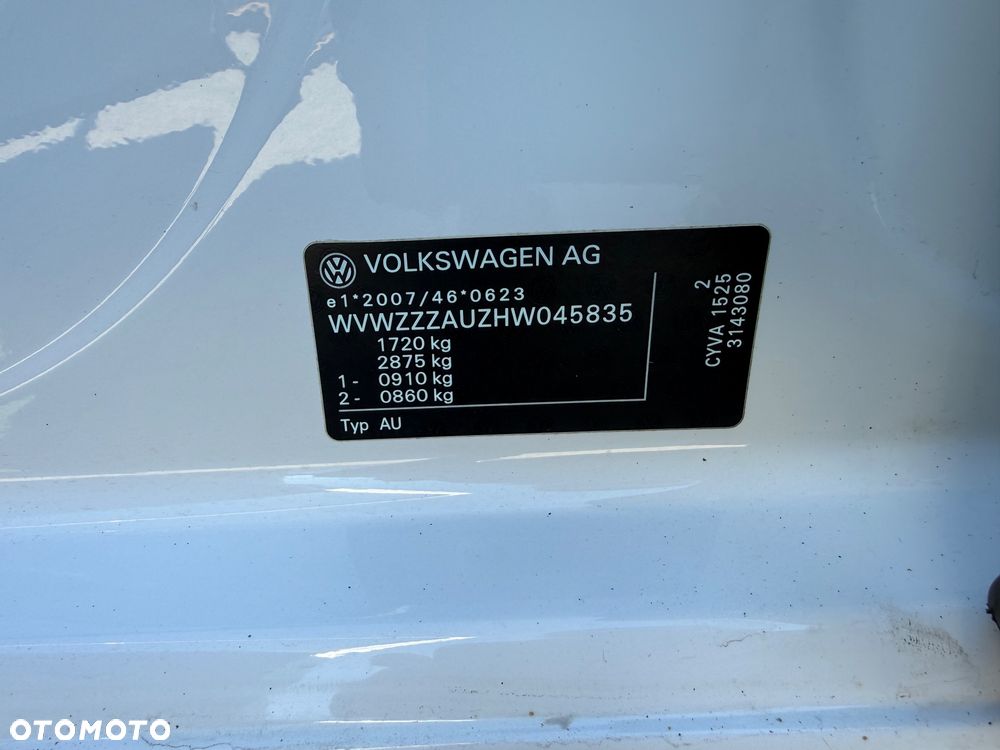 VOLKSWAGEN AG
e1*2007/46*0623
WVWZZZAUZHW045835
1720 kg
2875 kg
1- 0910 kg
2- 0860 kg
Typ AU
2
CYVA 1525
3143080
OTOMOTO